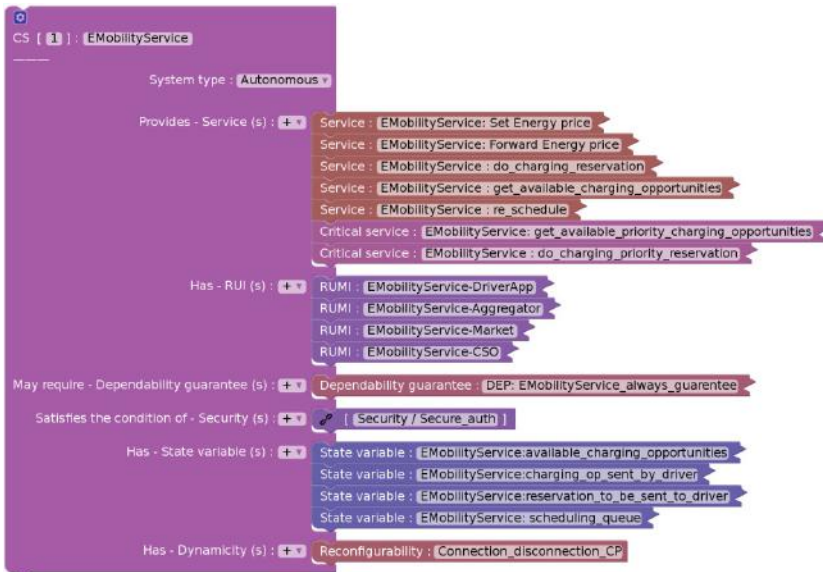 CS [ 1 ] : EMobilityService
System type : Autonomous
Provides - Service (s) : +
Service : EMobilityService: Set Energy price
Service : EMobilityService: Forward Energy price
Service : EMobilityService : do_charging_reservation
Service : EMobilityService : get_available_charging_opportunities
Service : EMobilityService : re_schedule
Critical service : EMobilityService: get_available_priority_charging_opportunities
Critical service : EMobilityService : do_charging_priority_reservation
Has - RUI (s) : +
RUMI : EMobilityService-DriverApp
RUMI : EMobilityService-Aggregator
RUMI : EMobilityService-Market
RUMI : EMobilityService-CSO
May require - Dependability guarantee (s) : +
Dependability guarantee : DEP: EMobilityService_always_guarentee
Satisfies the condition of - Security (s) : +
[ Security / Secure_auth ]
Has - State variable (s) : +
State variable : EMobilityService:available_charging_opportunities
State variable : EMobilityService:charging_op_sent_by_driver
State variable : EMobilityService:reservation_to_be_sent_to_driver
State variable : EMobilityService: scheduling_queue
Has - Dynamicity (s) : +
Reconfigurability : Connection_disconnection_CP